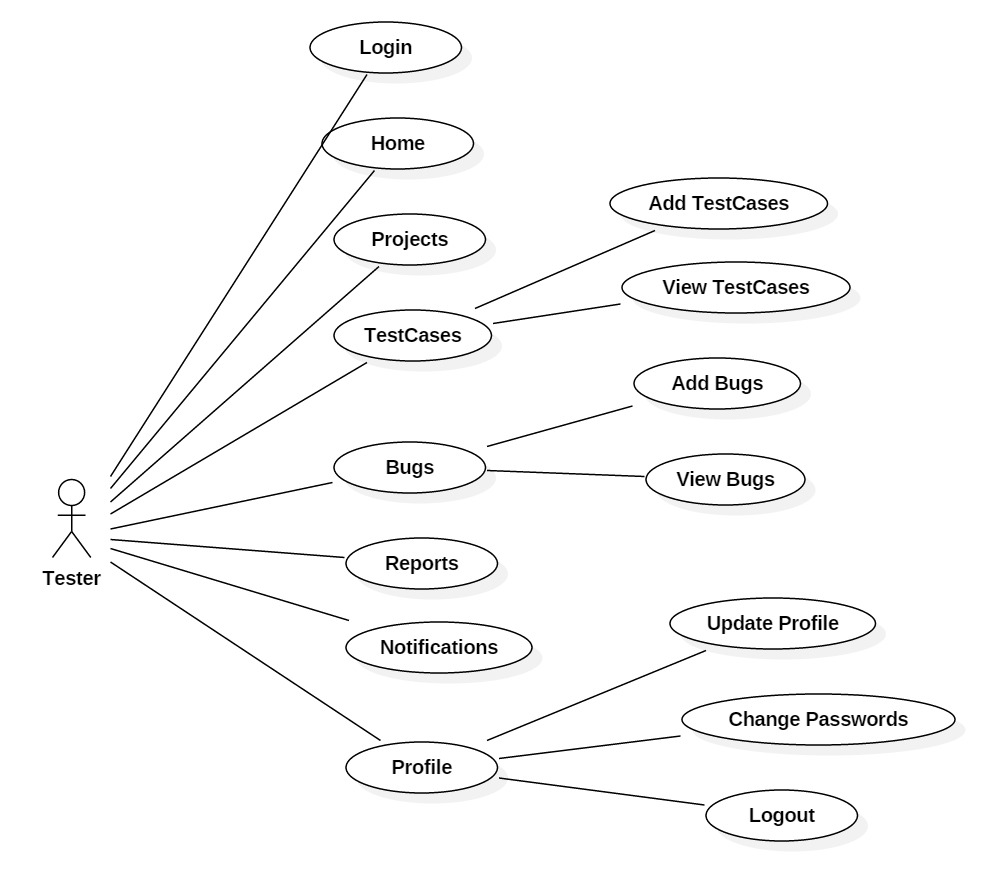 Login
Home
Projects
Add TestCases
View TestCases
TestCases
Add Bugs
Bugs
View Bugs
Tester
Reports
Notifications
Update Profile
Change Passwords
Profile
Logout